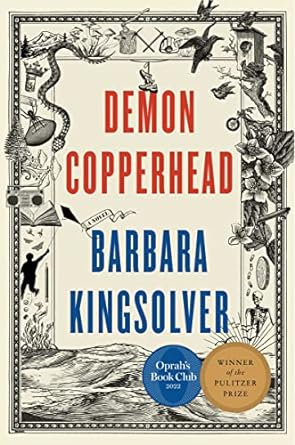 DEMON
COPPERHEAD
A NOVEL
BARBARA
KINGSOLVER
Oprah's
Book Club
2022
WINNER
of the
PULITZER
PRIZE